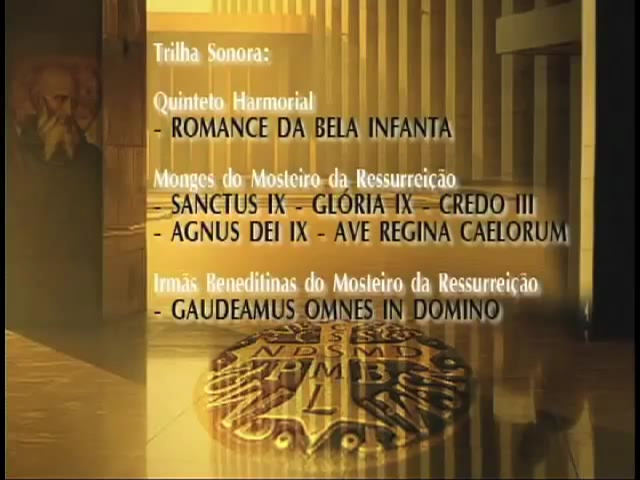 Trilha Sonora:
Quinteto Harmorial
- ROMANCE DA BELA INFANTA
Monges do Mosteiro da Ressurreição
- SANCTUS IX - GLÓRIA IX - CREDO III
- AGNUS DEI IX - AVE REGINA CAELORUM
Irmãs Beneditinas do Mosteiro da Ressurreição
- GAUDEAMUS OMNES IN DOMINO
N D S M D